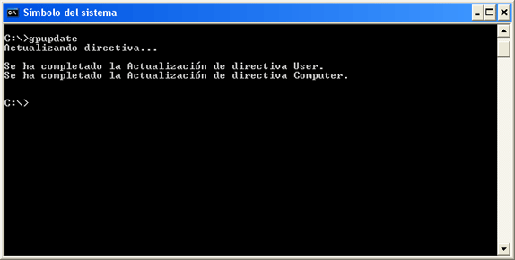 Símbolo del sistema
C:\>gpupdate
Actualizando directiva...
Se ha completado la Actualización de directiva User.
Se ha completado la Actualización de directiva Computer.
C:\>